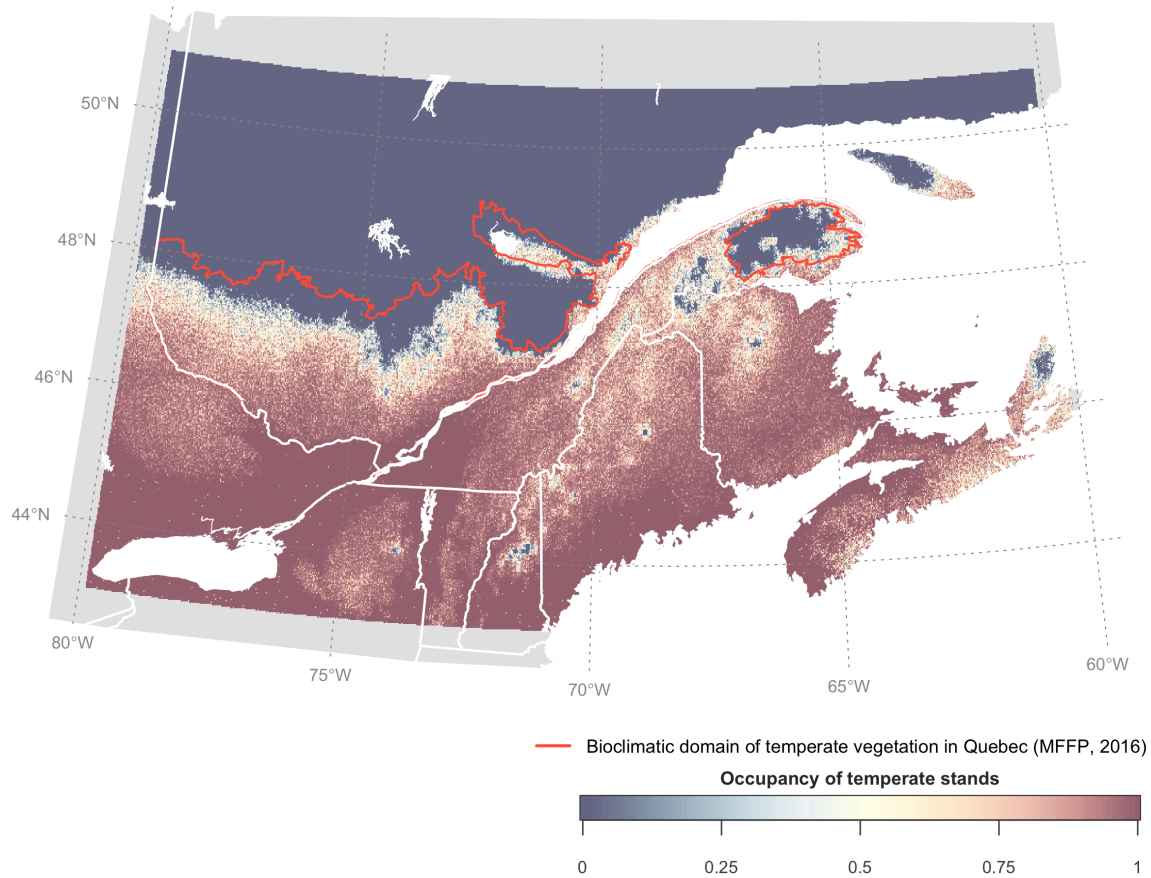 50°N
48°N
46°N
44°N
80°W
75°W
70°W
65°W
60°W
Bioclimatic domain of temperate vegetation in Quebec (MFFP, 2016)
Occupancy of temperate stands
0 0.25 0.5 0.75 1